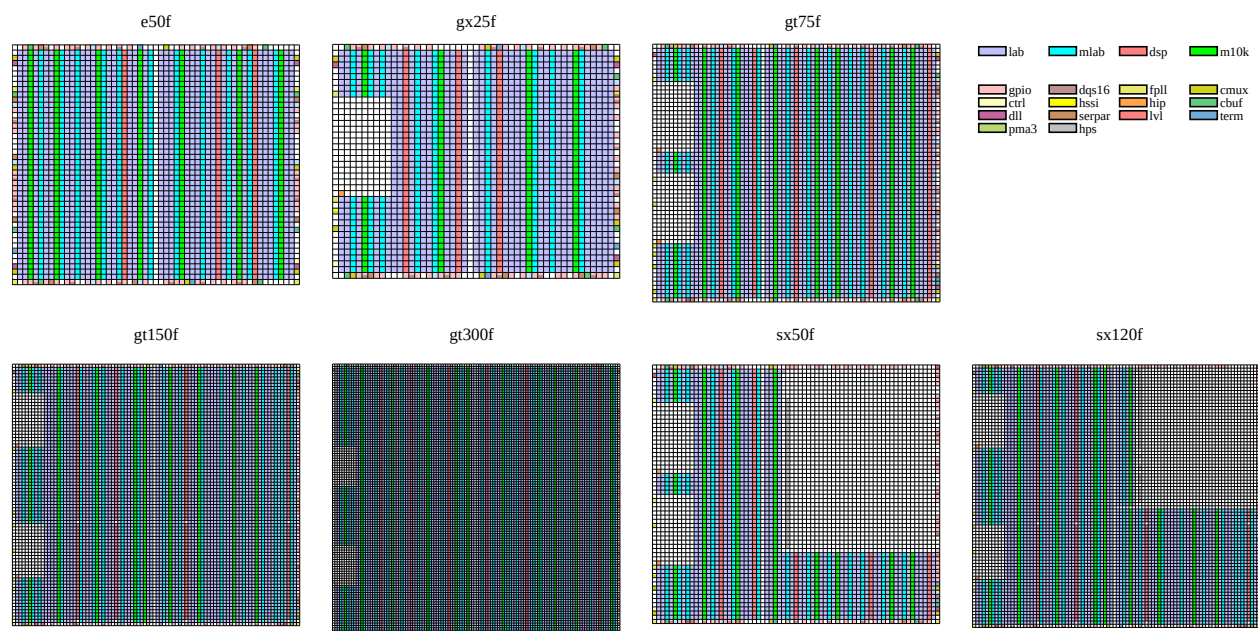 e50f
gx25f
gt75f
lab mlab dsp m10k
gpio dqs16 fpll cmux
ctrl hssi hip cbuf
dll serpar lvl term
pma3 hps
gt150f
gt300f
sx50f
sx120f